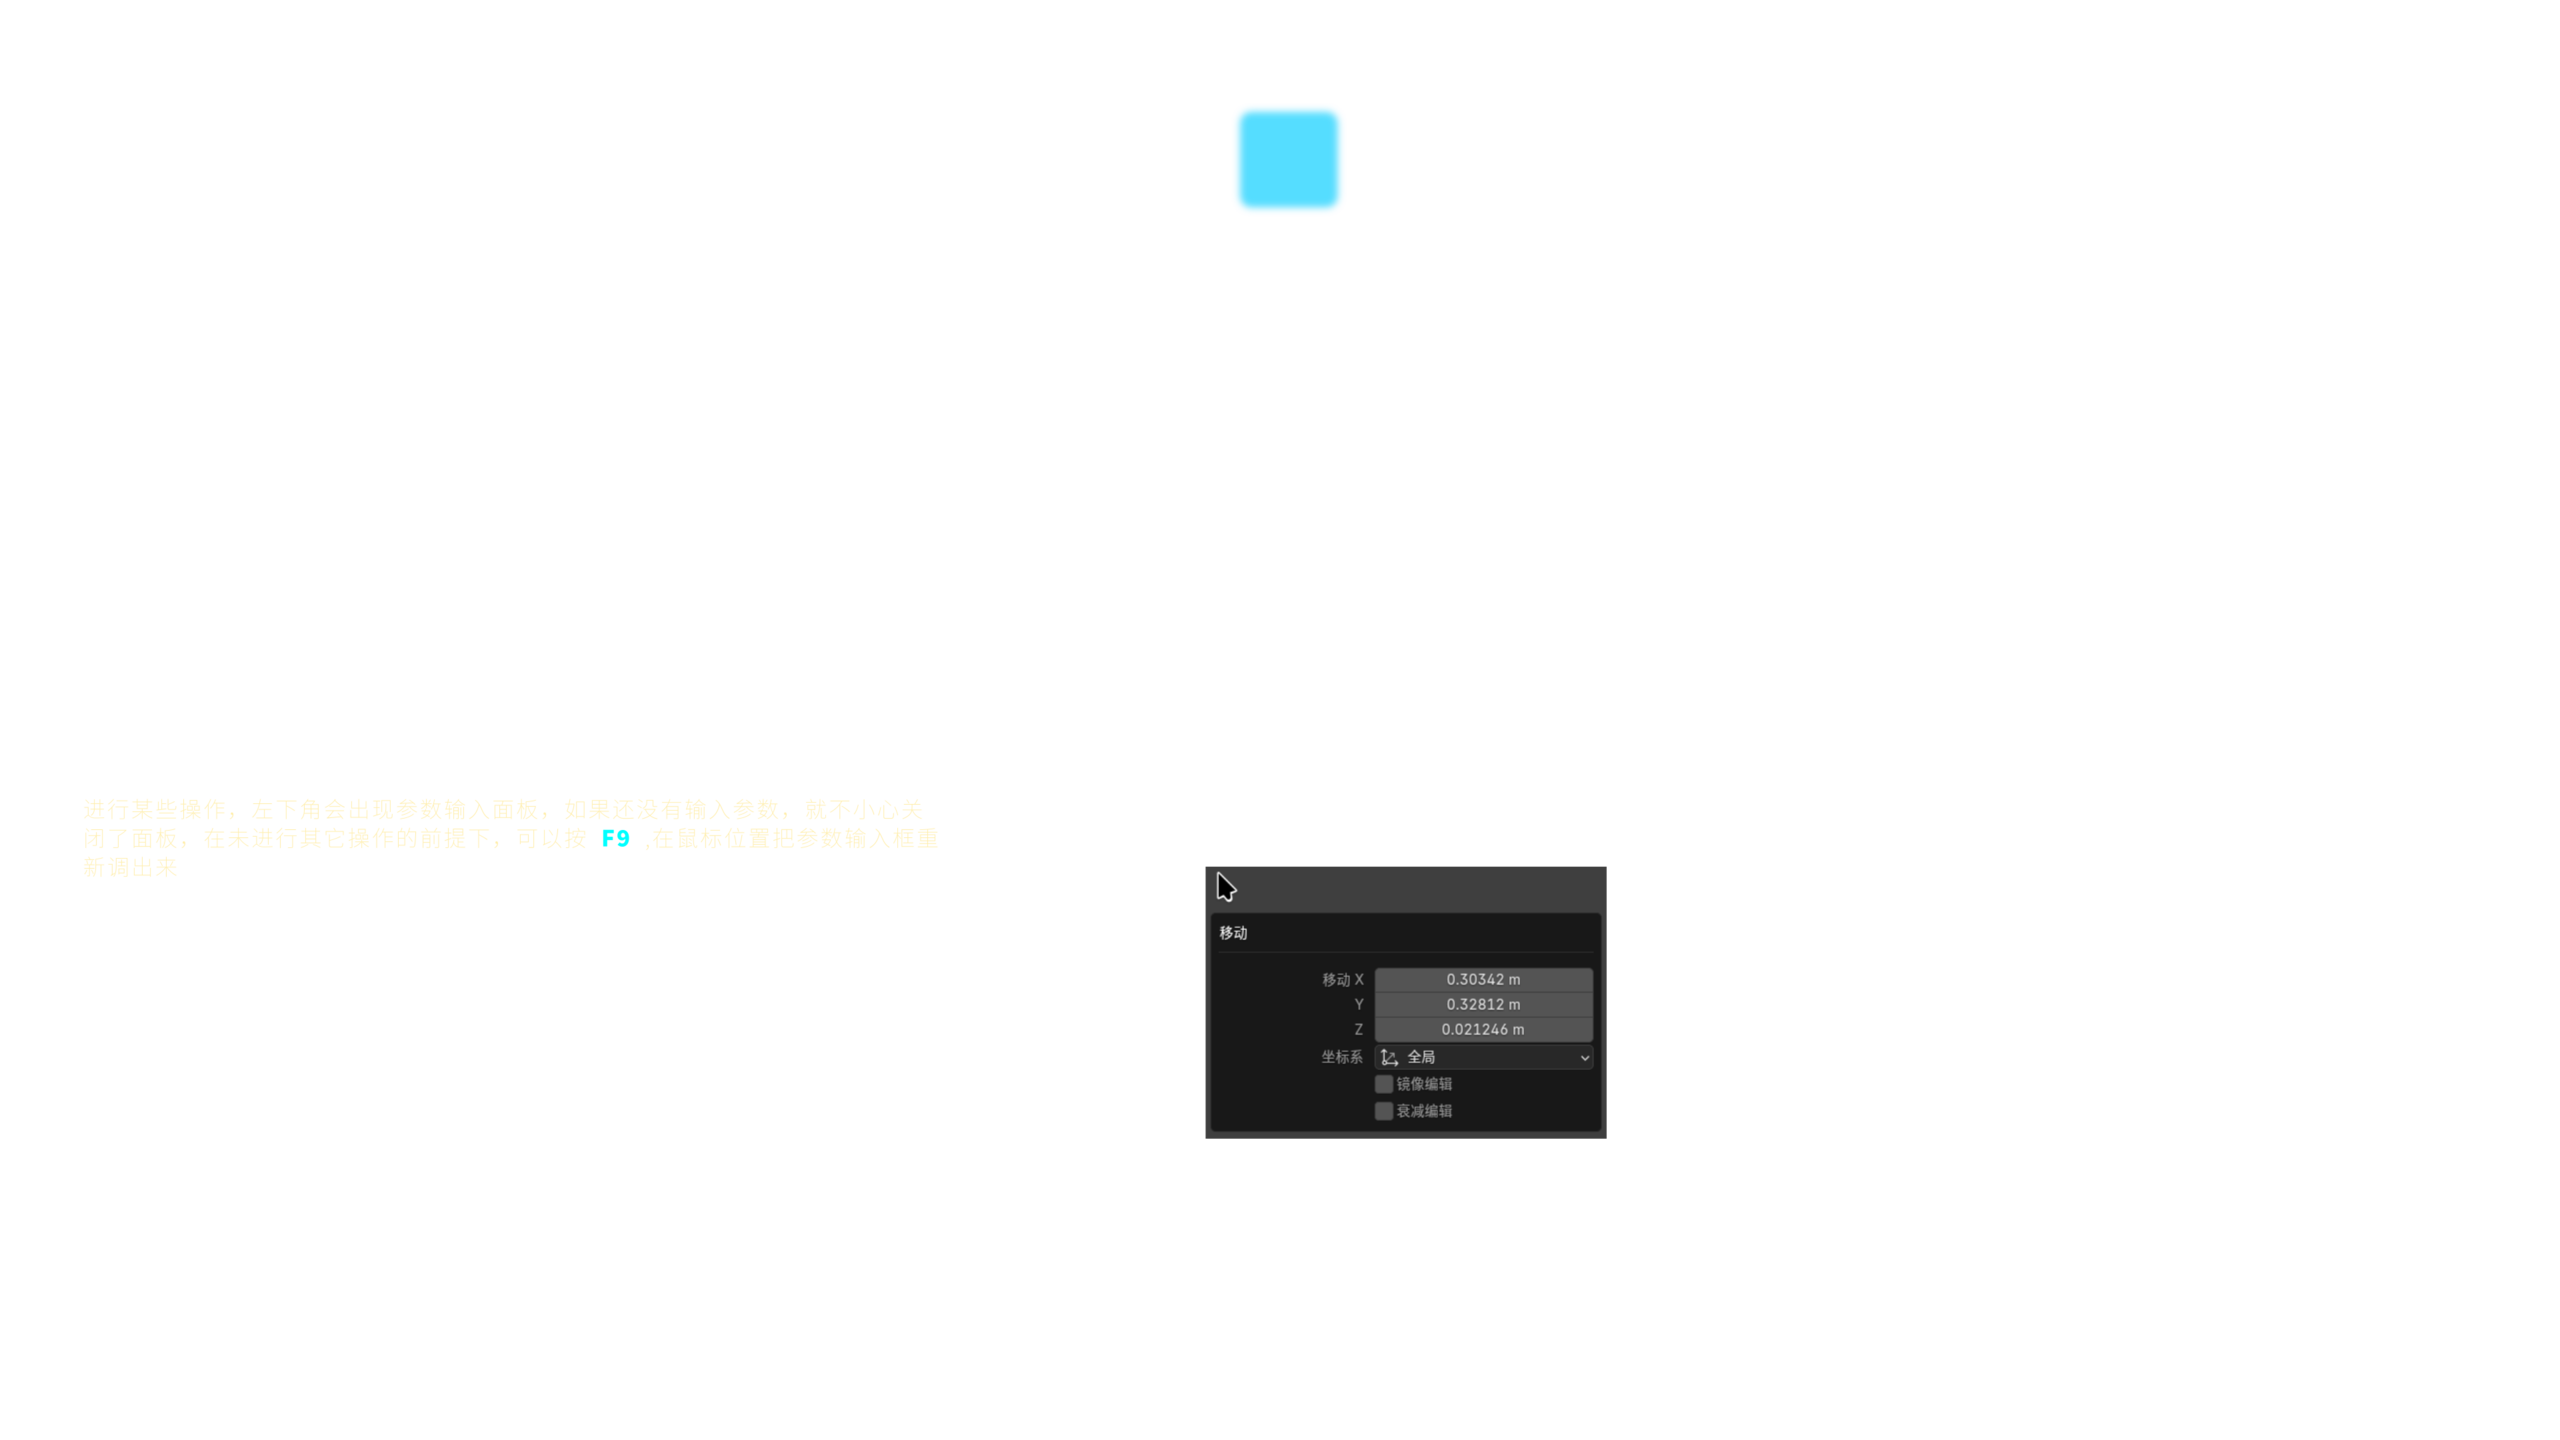 进行某些操作，左下角会出现参数输入面板，如果还没有输入参数，就不小心关
闭了面板，在未进行其它操作的前提下，可以按 F9 ,在鼠标位置把参数输入框重
新调出来
移动
移动 X 0.30342 m
Y 0.32812 m
Z 0.021246 m
坐标系 全局
镜像编辑
衰减编辑